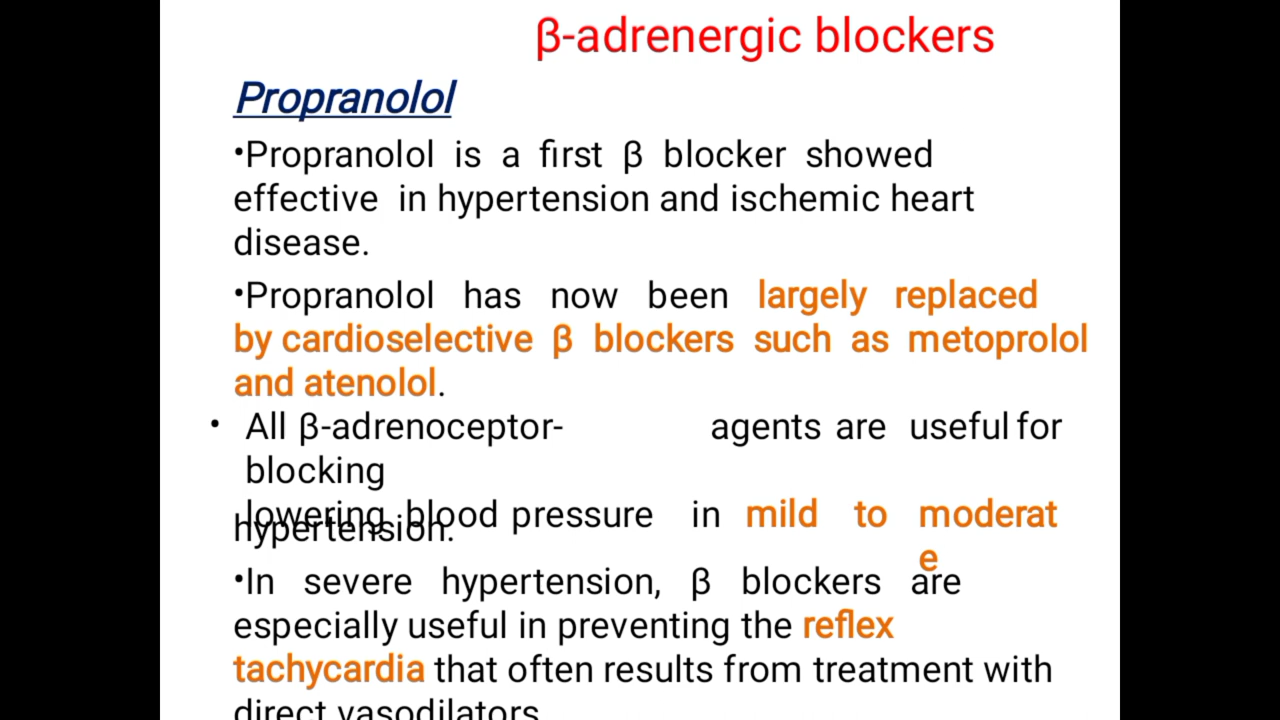 β-adrenergic blockers
Propranolol
•Propranolol is a first β blocker showed
effective in hypertension and ischemic heart
disease.
•Propranolol has now been largely replaced
by cardioselective β blockers such as metoprolol
and atenolol.
• All β-adrenoceptor- agents are useful for
blocking
lowering blood pressure in mild to moderat
e
hypertension.
•In severe hypertension, β blockers are
especially useful in preventing the reflex
tachycardia that often results from treatment with
direct vasodilators